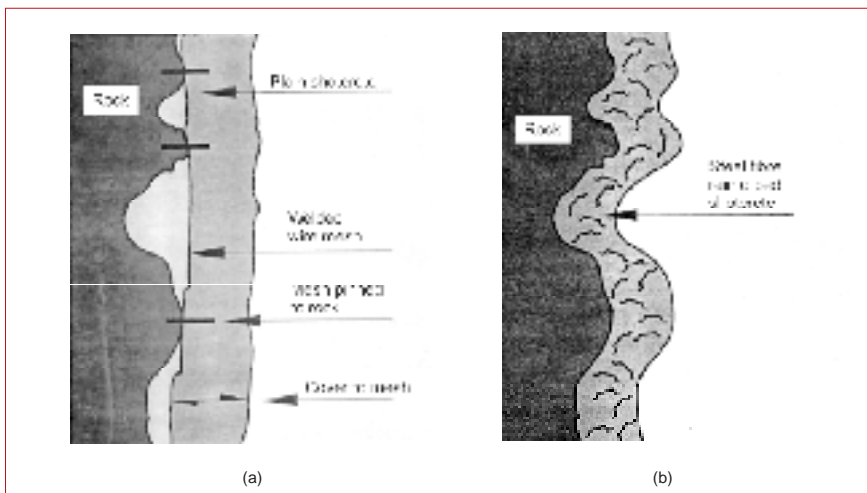 Rock
Plain shotcrete
Welded
wire mesh
Mesh pinned
to rock
Cover to mesh
(a)
Rock
Steel fibre
reinforced
shotcrete
(b)